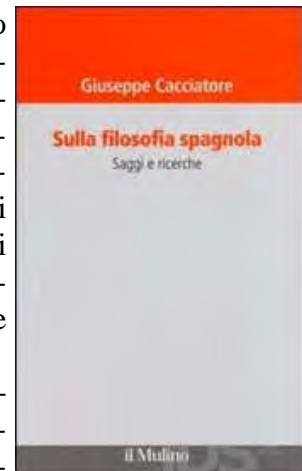 o
-
-
-
-
i
i
-
e
-
-
-
Giuseppe Cacciatore
Sulla filosofia spagnola
Saggi e ricerche
il Mulino